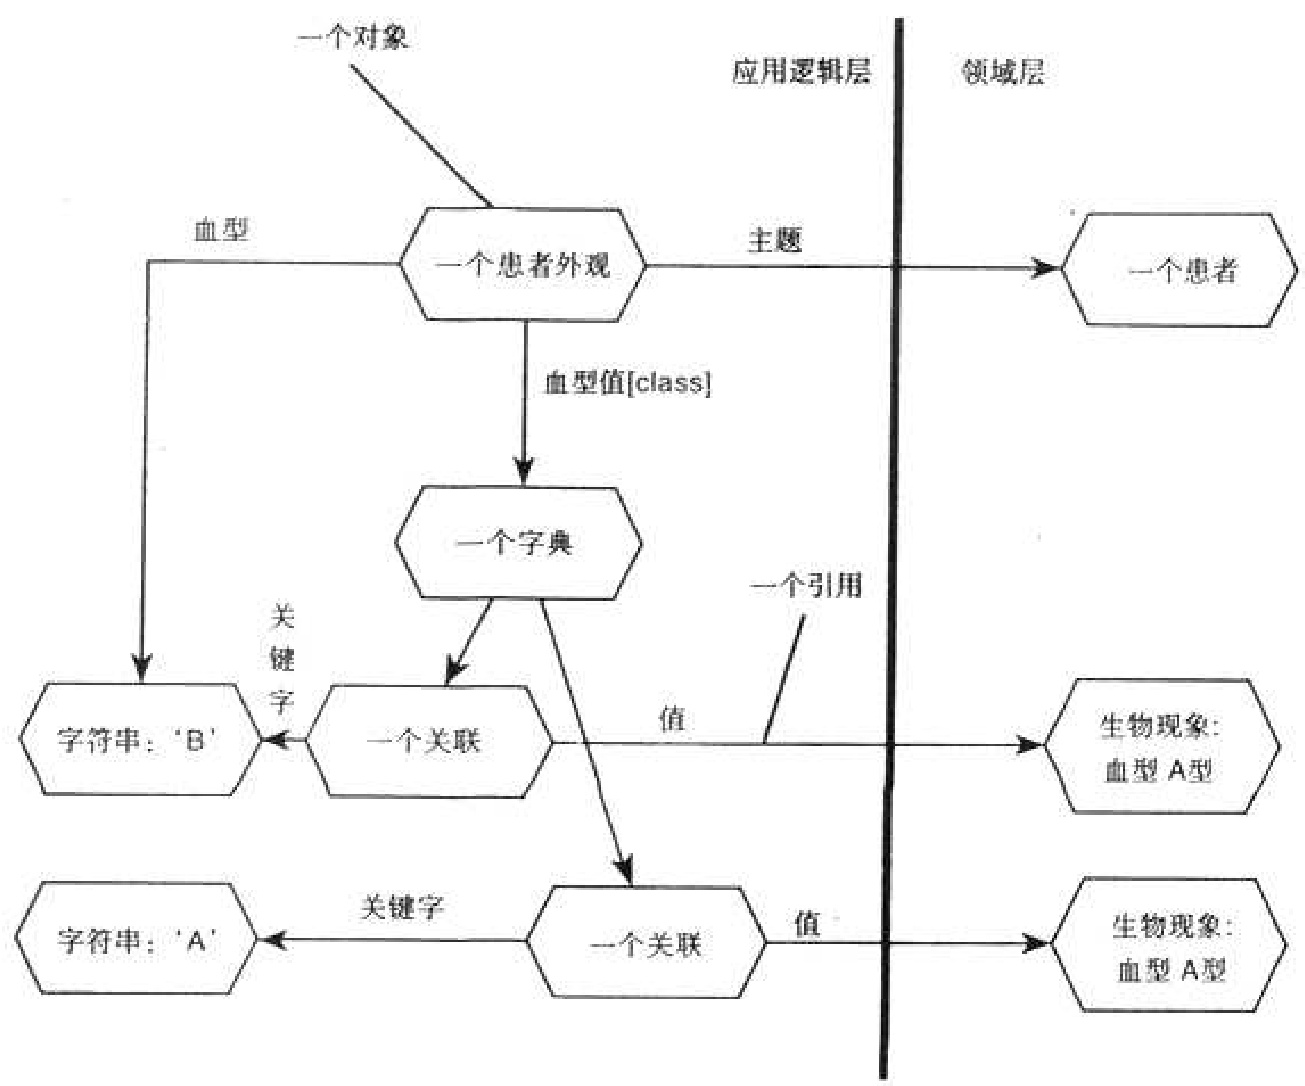 一个对象
应用逻辑层
领域层
血型
一个患者外观
主题
一个患者
血型值[class]
一个字典
一个引用
关键字
字符串：‘B’
一个关联
值
生物现象:
血型 A型
字符串：‘A’
关键字
一个关联
值
生物现象:
血型 A型